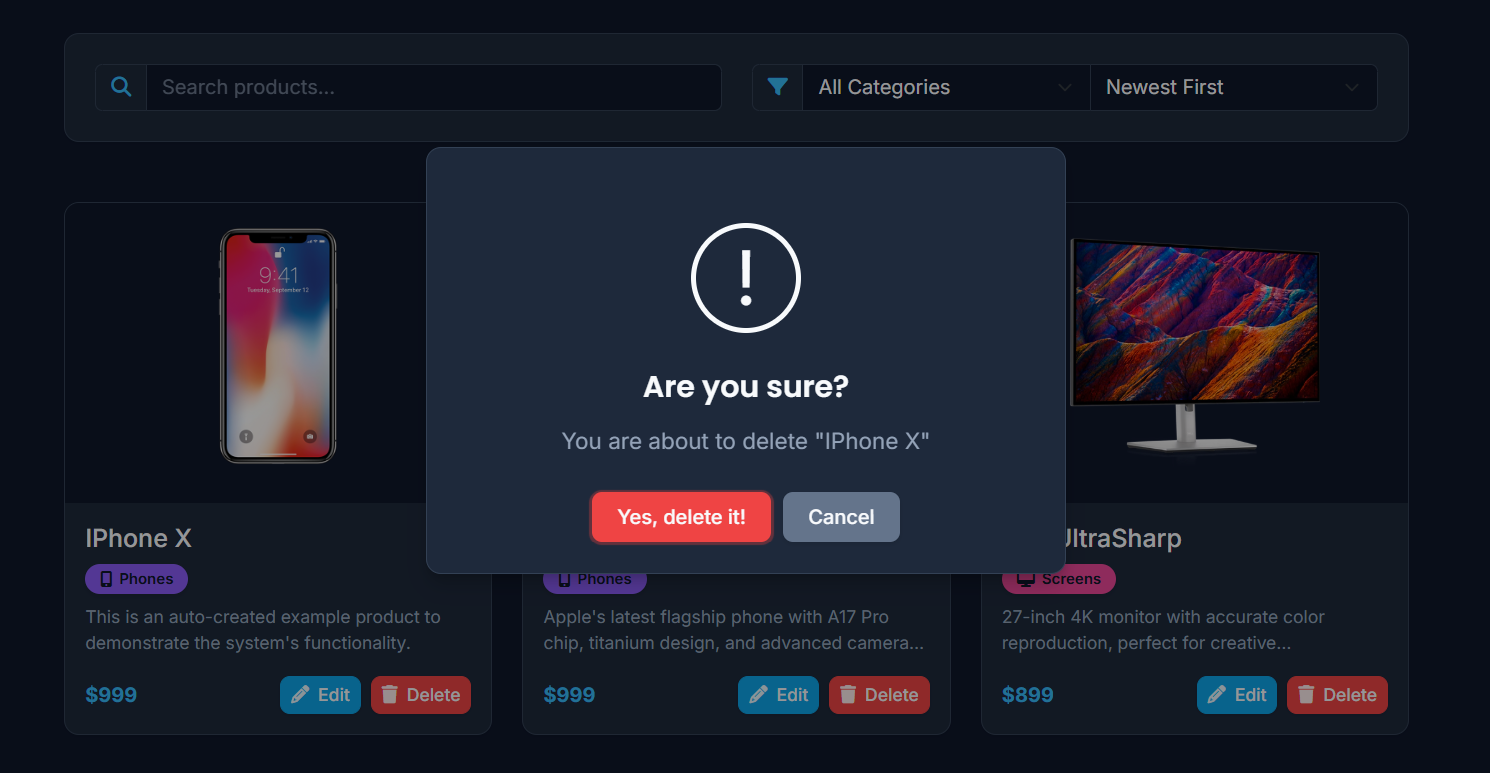 Search products...
All Categories
Newest First
9:41
Tuesday, September 12
!
Are you sure?
You are about to delete "IPhone X"
Yes, delete it!
Cancel
IPhone X
Phones
This is an auto-created example product to
demonstrate the system's functionality.
$999
Edit
Delete
Phones
Apple's latest flagship phone with A17 Pro
chip, titanium design, and advanced camera...
$999
Edit
Delete
UltraSharp
Screens
27-inch 4K monitor with accurate color
reproduction, perfect for creative...
$899
Edit
Delete